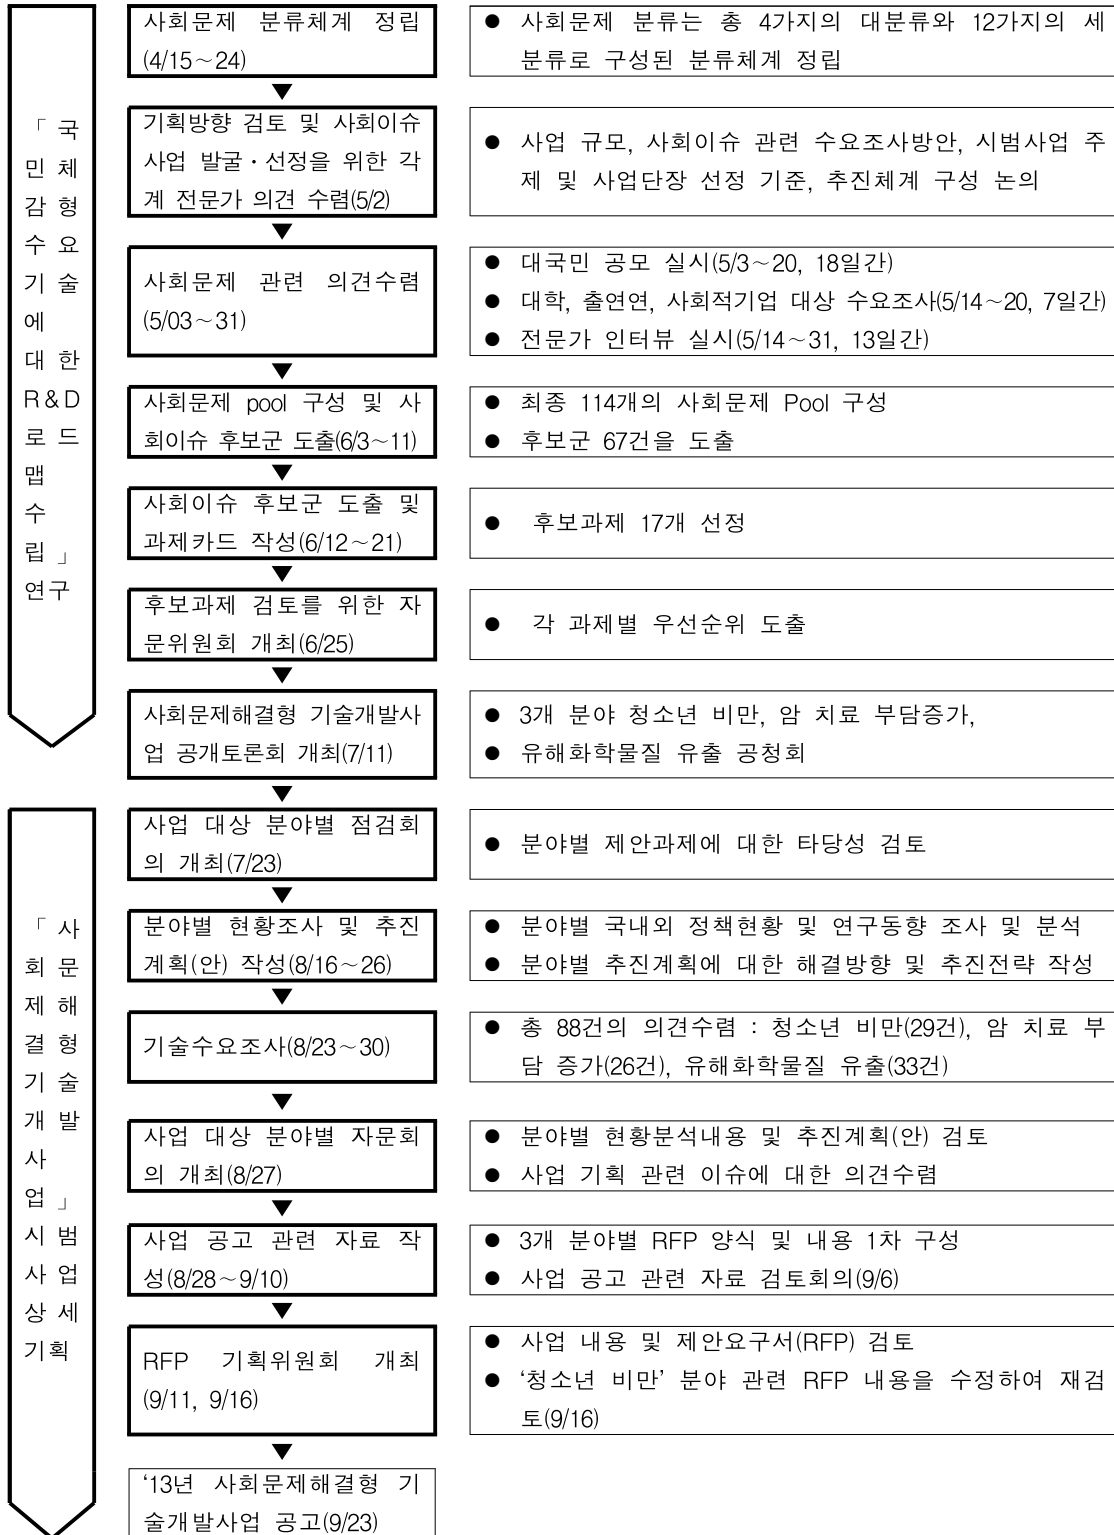 「국
민체
감형
수요
기술
에
대한
R&D
로드
맵
수
립」
연구
사회문제 분류체계 정립
(4/15～24)
● 사회문제 분류는 총 4가지의 대분류와 12가지의 세
분류로 구성된 분류체계 정립
기획방향 검토 및 사회이슈
사업 발굴・선정을 위한 각
계 전문가 의견 수렴(5/2)
● 사업 규모, 사회이슈 관련 수요조사방안, 시범사업 주
제 및 사업단장 선정 기준, 추진체계 구성 논의
사회문제 관련 의견수렴
(5/03～31)
● 대국민 공모 실시(5/3～20, 18일간)
● 대학, 출연연, 사회적기업 대상 수요조사(5/14～20, 7일간)
● 전문가 인터뷰 실시(5/14～31, 13일간)
사회문제 pool 구성 및 사
회이슈 후보군 도출(6/3～11)
● 최종 114개의 사회문제 Pool 구성
● 후보군 67건을 도출
사회이슈 후보군 도출 및
과제카드 작성(6/12～21)
● 후보과제 17개 선정
후보과제 검토를 위한 자
문위원회 개최(6/25)
● 각 과제별 우선순위 도출
사회문제해결형 기술개발사
업 공개토론회 개최(7/11)
● 3개 분야 청소년 비만, 암 치료 부담증가,
● 유해화학물질 유출 공청회
「사
회문
제해
결형
기술
개발
사
업」
시범
사업
상세
기획
사업 대상 분야별 점검회
의 개최(7/23)
● 분야별 제안과제에 대한 타당성 검토
분야별 현황조사 및 추진
계획(안) 작성(8/16～26)
● 분야별 국내외 정책현황 및 연구동향 조사 및 분석
● 분야별 추진계획에 대한 해결방향 및 추진전략 작성
기술수요조사(8/23～30)
● 총 88건의 의견수렴 : 청소년 비만(29건), 암 치료 부
담 증가(26건), 유해화학물질 유출(33건)
사업 대상 분야별 자문회
의 개최(8/27)
● 분야별 현황분석내용 및 추진계획(안) 검토
● 사업 기획 관련 이슈에 대한 의견수렴
사업 공고 관련 자료 작
성(8/28～9/10)
● 3개 분야별 RFP 양식 및 내용 1차 구성
● 사업 공고 관련 자료 검토회의(9/6)
RFP 기획위원회 개최
(9/11, 9/16)
● 사업 내용 및 제안요구서(RFP) 검토
● ‘청소년 비만’ 분야 관련 RFP 내용을 수정하여 재검
토(9/16)
‘13년 사회문제해결형 기
술개발사업 공고(9/23)